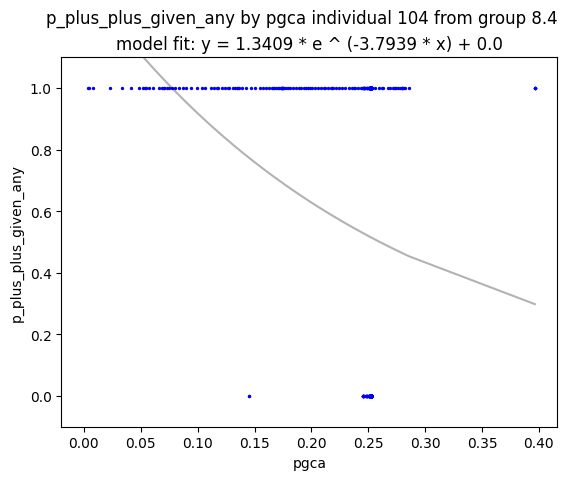 p_plus_plus_given_any by pgca individual 104 from group 8.4
model fit: y = 1.3409 * e ^ (-3.7939 * x) + 0.0
1.0
0.8
0.6
0.4
0.2
0.0
p_plus_plus_given_any
0.00 0.05 0.10 0.15 0.20 0.25 0.30 0.35 0.40
pgca